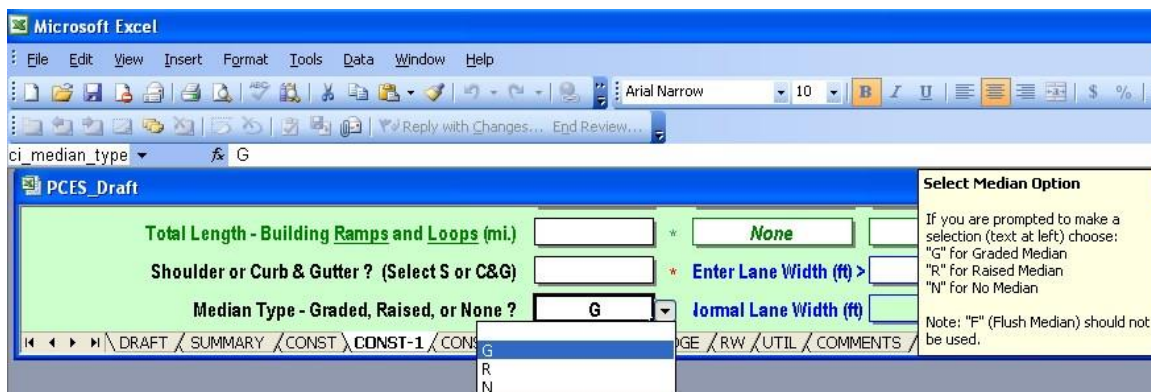 Microsoft Excel
File Edit View Insert Format Tools Data Window Help
Arial Narrow 10 B I U $ %
Reply with Changes... End Review...
ci_median_type fx G
PCES_Draft
Select Median Option
If you are prompted to make a
selection (text at left) choose:
"G" for Graded Median
"R" for Raised Median
"N" for No Median
Note: "F" (Flush Median) should not
be used.
Total Length - Building Ramps and Loops (mi.) * None
Shoulder or Curb & Gutter ? (Select S or C&G) * Enter Lane Width (ft) >
Median Type - Graded, Raised, or None ? G ormal Lane Width (ft)
DRAFT / SUMMARY / CONST \ CONST-1 / CON GE / RW / UTIL / COMMENTS /
G
R
N